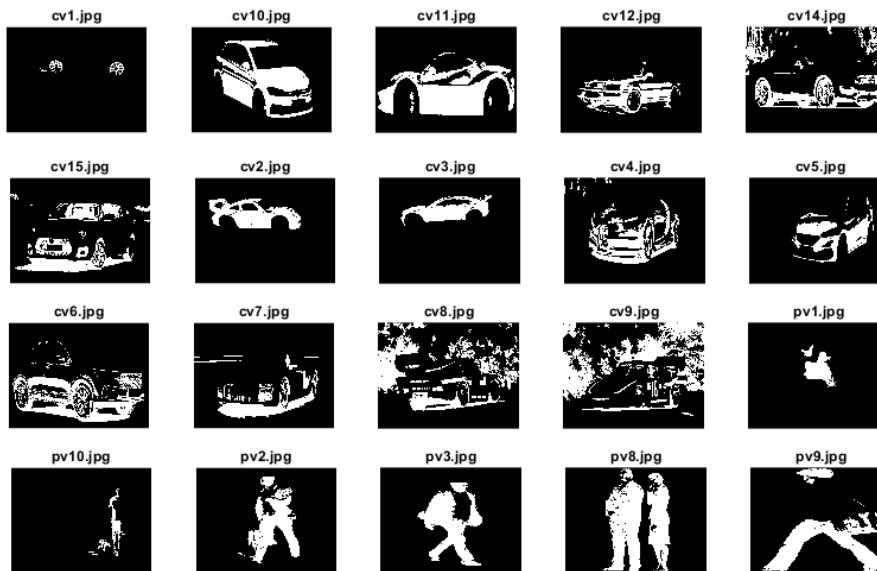 cv1.jpg cv10.jpg cv11.jpg cv12.jpg cv14.jpg
cv15.jpg cv2.jpg cv3.jpg cv4.jpg cv5.jpg
cv6.jpg cv7.jpg cv8.jpg cv9.jpg pv1.jpg
pv10.jpg pv2.jpg pv3.jpg pv8.jpg pv9.jpg